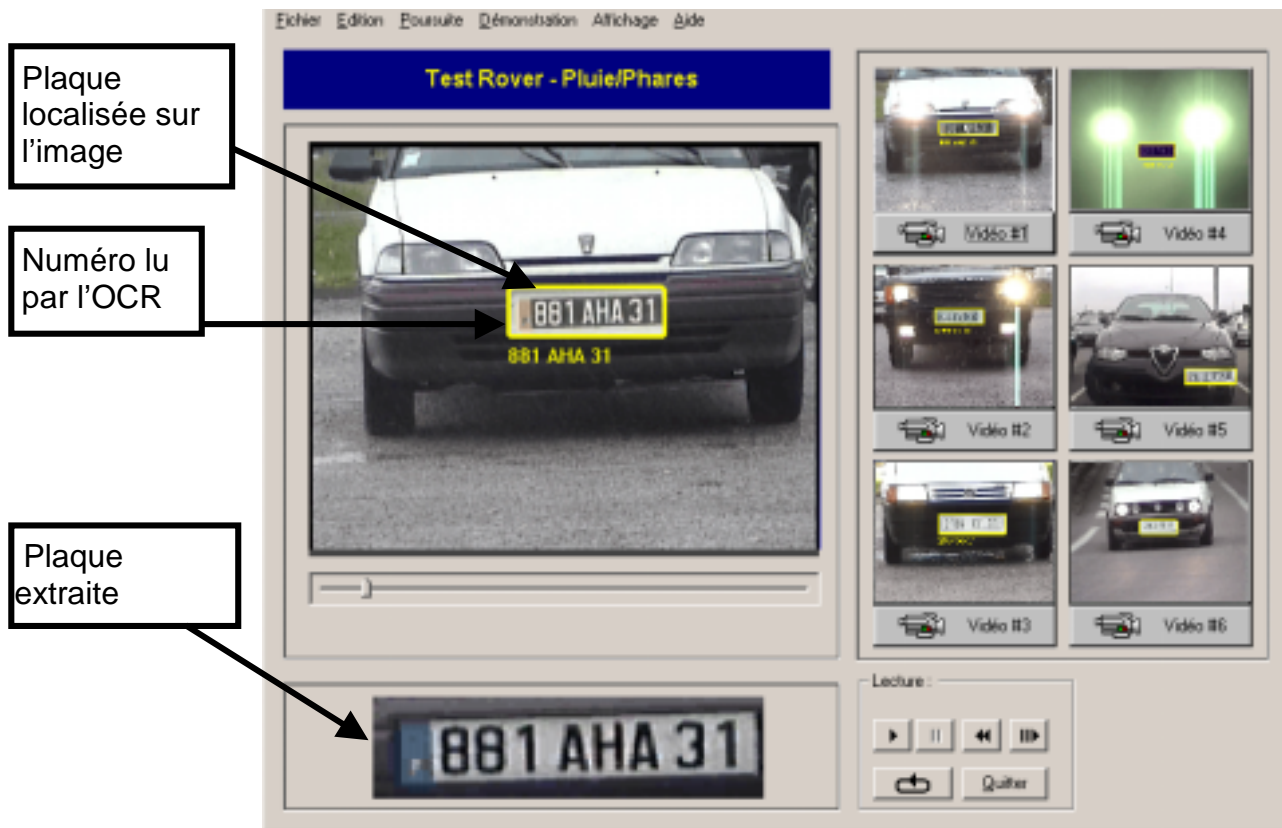 Fichier Edition Poursuite Démonstration Affichage Aide
Plaque
localisée sur
l'image
Numéro lu
par l'OCR
Plaque
extraite
Test Rover - Pluie/Phares
881 AHA 31
881 AHA 31
881 AHA 31
Vidéo #1
Vidéo #4
Vidéo #2
Vidéo #5
Vidéo #3
Vidéo #6
Lecture :
Quitter